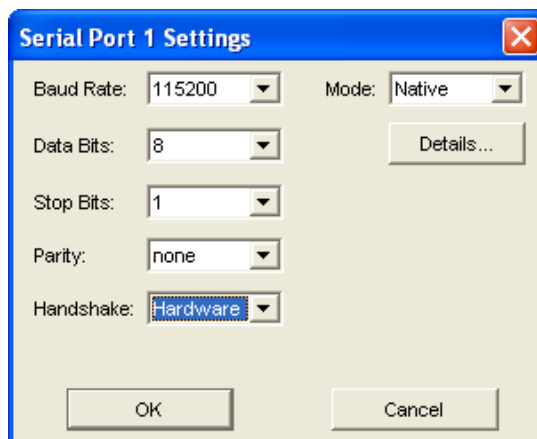 Serial Port 1 Settings
Baud Rate: 115200 Mode: Native
Data Bits: 8 Details...
Stop Bits: 1
Parity: none
Handshake: Hardware
OK Cancel